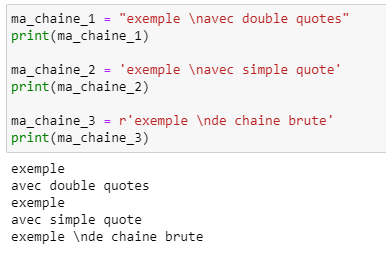 ma_chaine_1 = "exemple \navec double quotes"
print(ma_chaine_1)
ma_chaine_2 = 'exemple \navec simple quote'
print(ma_chaine_2)
ma_chaine_3 = r'exemple \nde chaine brute'
print(ma_chaine_3)
exemple
avec double quotes
exemple
avec simple quote
exemple \nde chaine brute